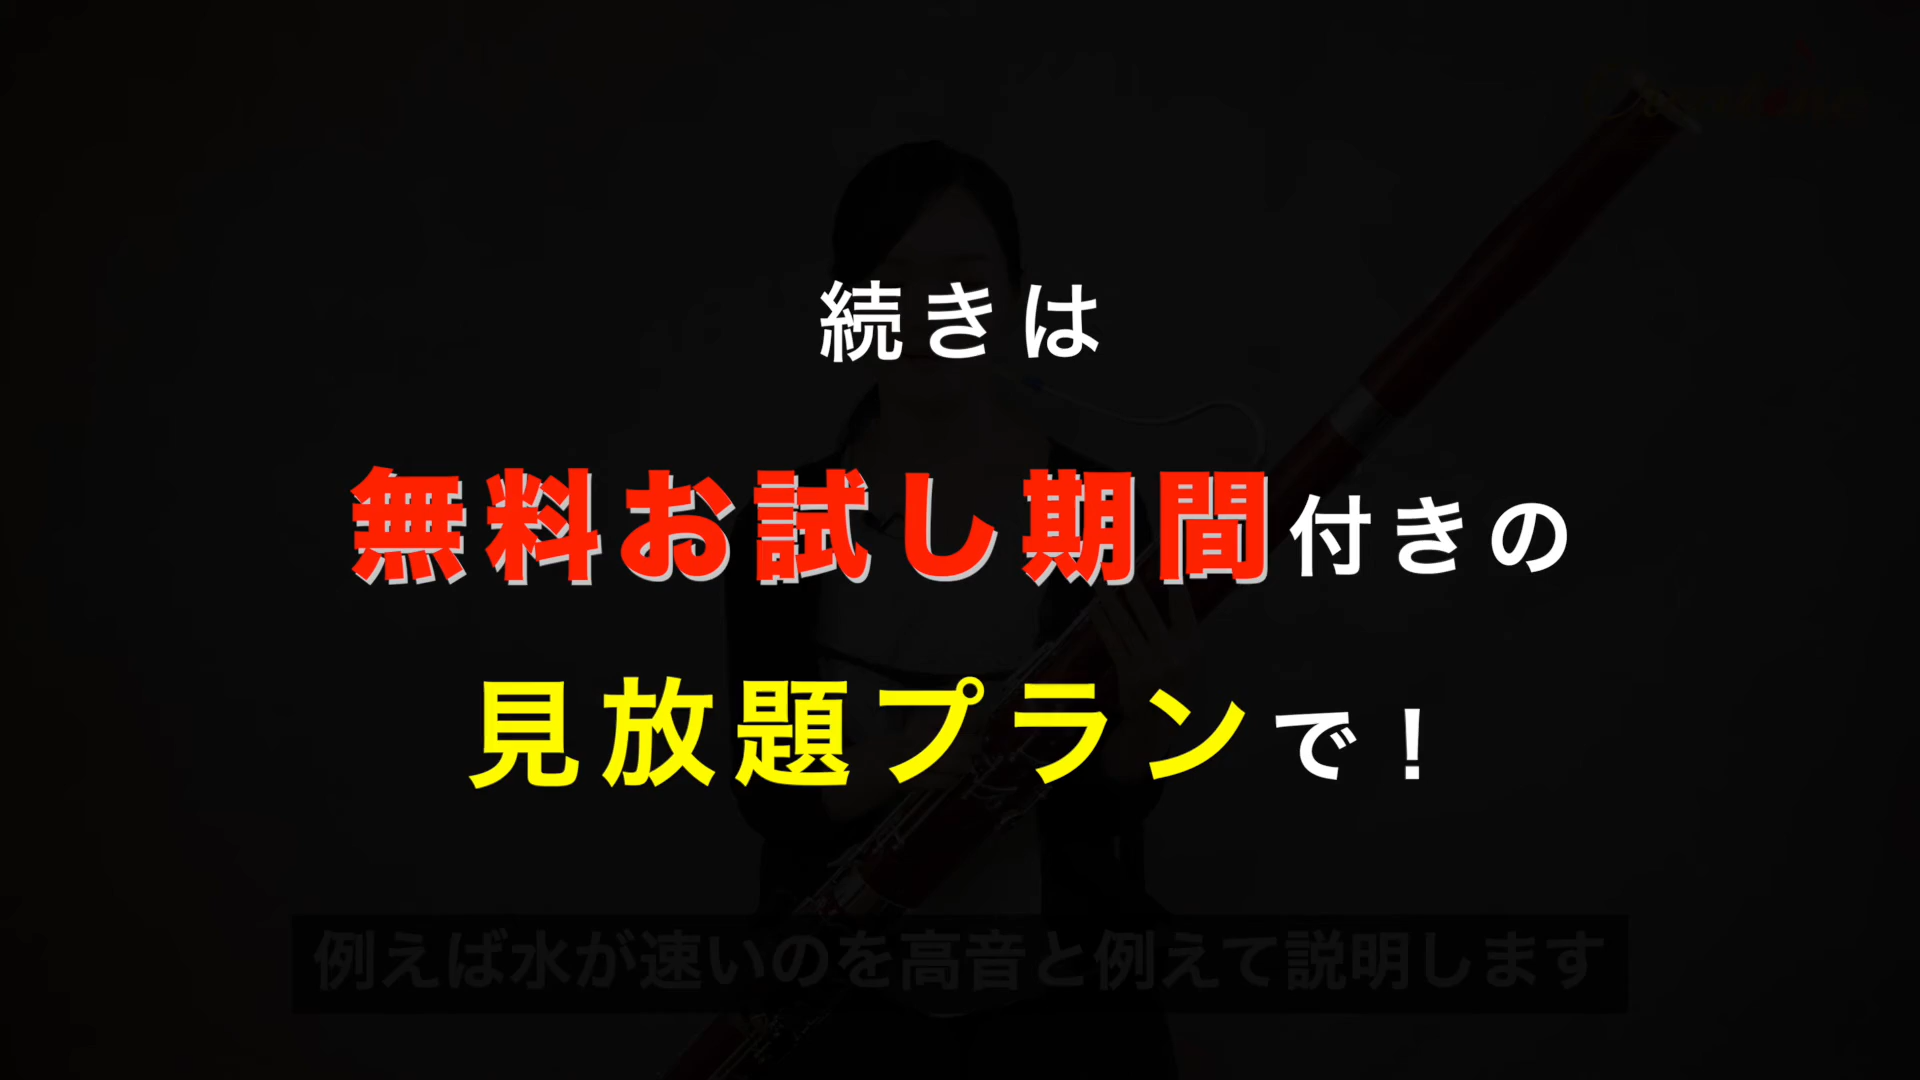 続きは
無料お試し期間付きの
見放題プランで！
例えば水が速いのを高音と例えて説明します